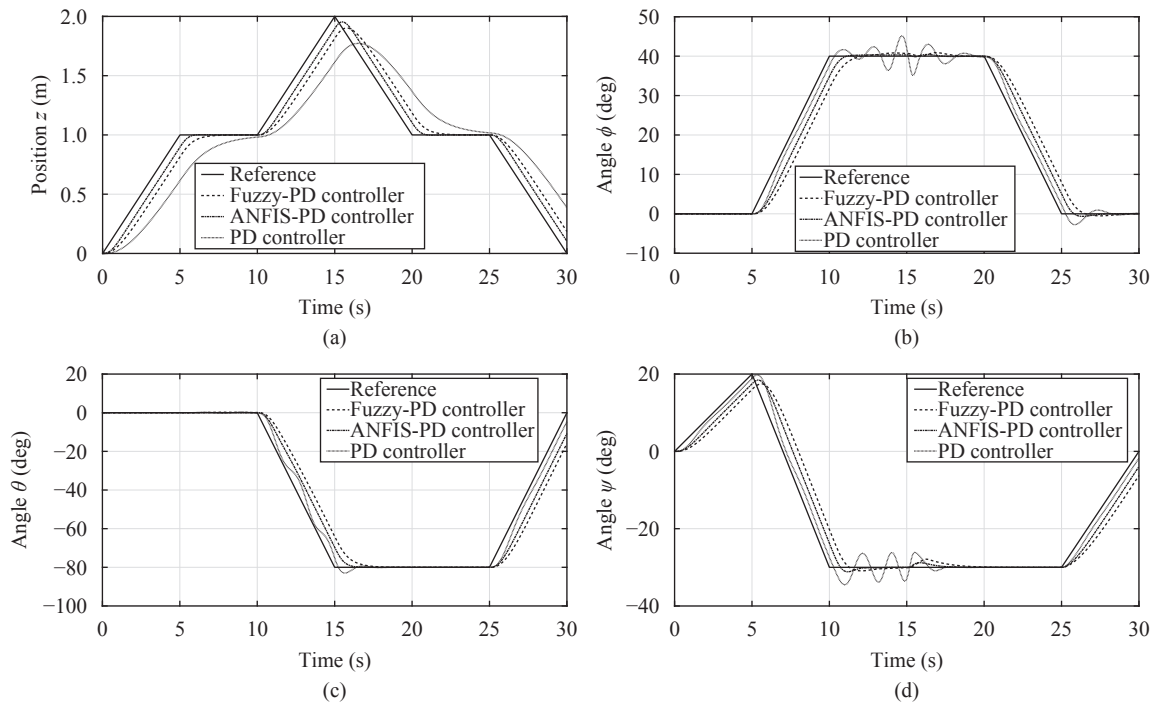 2.0
1.5
1.0
0.5
0
Position z (m)
Reference
Fuzzy-PD controller
ANFIS-PD controller
PD controller
0 5 10 15 20 25 30
Time (s)
(a)
50
40
30
20
10
0
−10
Angle ϕ (deg)
Reference
Fuzzy-PD controller
ANFIS-PD controller
PD controller
0 5 10 15 20 25 30
Time (s)
(b)
20
0
−20
−40
−60
−80
−100
Angle θ (deg)
Reference
Fuzzy-PD controller
ANFIS-PD controller
PD controller
0 5 10 15 20 25 30
Time (s)
(c)
20
0
−20
−40
Angle ψ (deg)
Reference
Fuzzy-PD controller
ANFIS-PD controller
PD controller
0 5 10 15 20 25 30
Time (s)
(d)